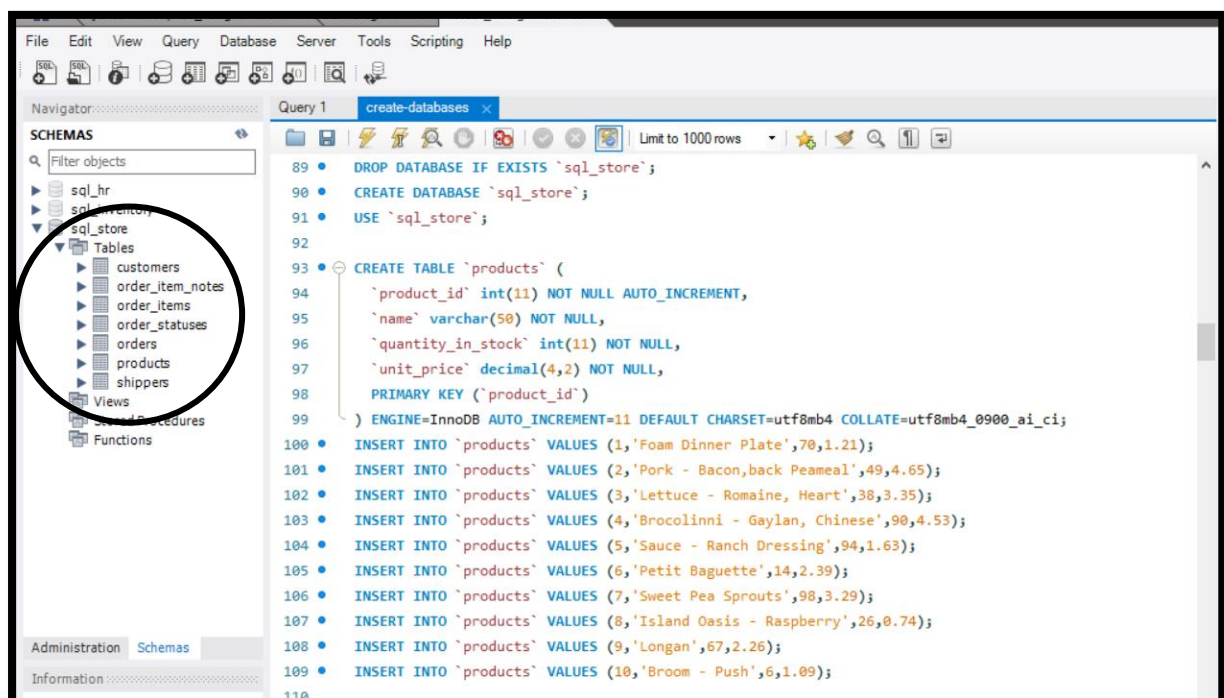 File Edit View Query Database Server Tools Scripting Help
Navigator
SCHEMAS
Filter objects
sql_hr
sql_inventory
sql_store
Tables
customers
order_item_notes
order_items
order_statuses
orders
products
shippers
Views
Stored Procedures
Functions
Administration Schemas
Information
Query 1 create-databases
Limit to 1000 rows
89 DROP DATABASE IF EXISTS `sql_store`;
90 CREATE DATABASE `sql_store`;
91 USE `sql_store`;
92
93 CREATE TABLE `products` (
94 `product_id` int(11) NOT NULL AUTO_INCREMENT,
95 `name` varchar(50) NOT NULL,
96 `quantity_in_stock` int(11) NOT NULL,
97 `unit_price` decimal(4,2) NOT NULL,
98 PRIMARY KEY (`product_id`)
99 ) ENGINE=InnoDB AUTO_INCREMENT=11 DEFAULT CHARSET=utf8mb4 COLLATE=utf8mb4_0900_ai_ci;
100 INSERT INTO `products` VALUES (1,'Foam Dinner Plate',70,1.21);
101 INSERT INTO `products` VALUES (2,'Pork - Bacon,back Peameal',49,4.65);
102 INSERT INTO `products` VALUES (3,'Lettuce - Romaine, Heart',38,3.35);
103 INSERT INTO `products` VALUES (4,'Brocolinni - Gaylan, Chinese',90,4.53);
104 INSERT INTO `products` VALUES (5,'Sauce - Ranch Dressing',94,1.63);
105 INSERT INTO `products` VALUES (6,'Petit Baguette',14,2.39);
106 INSERT INTO `products` VALUES (7,'Sweet Pea Sprouts',98,3.29);
107 INSERT INTO `products` VALUES (8,'Island Oasis - Raspberry',26,0.74);
108 INSERT INTO `products` VALUES (9,'Longan',67,2.26);
109 INSERT INTO `products` VALUES (10,'Broom - Push',6,1.09);
110